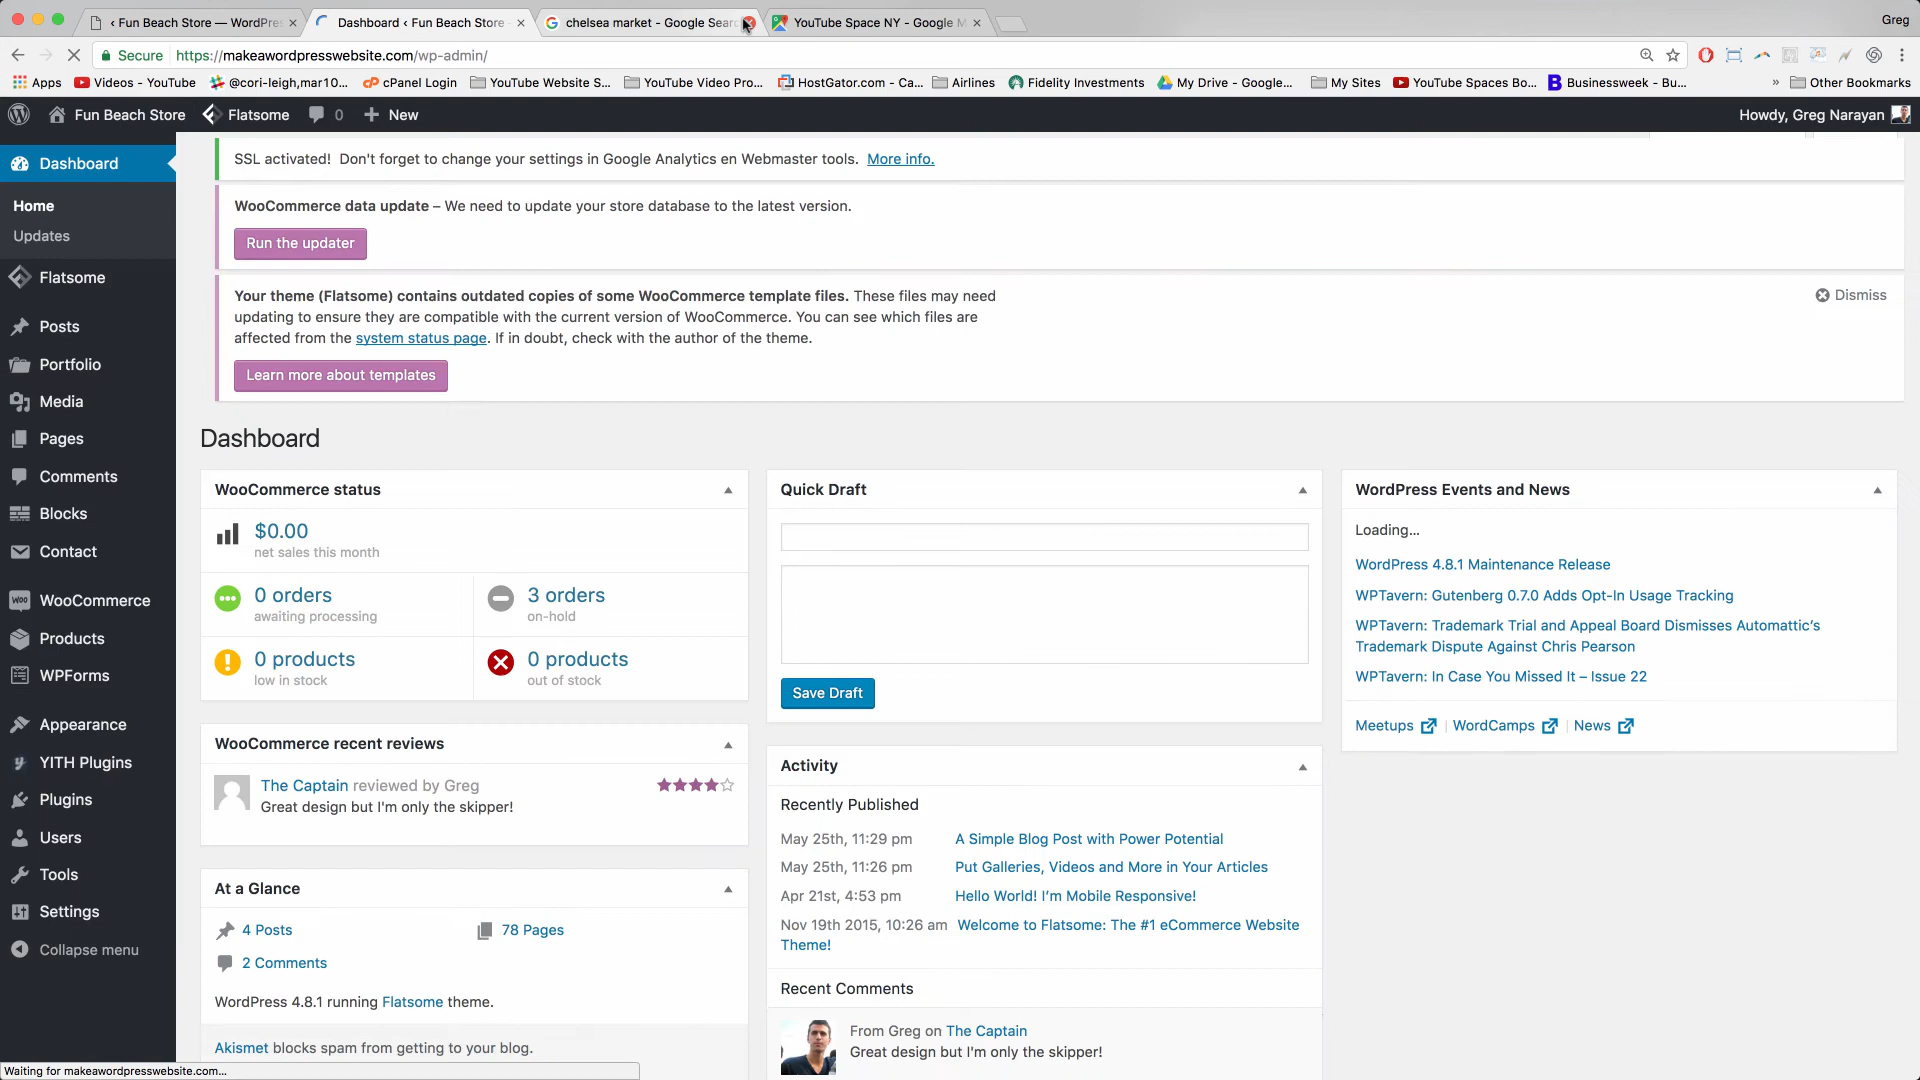 ‹ Fun Beach Store — WordPres
Dashboard ‹ Fun Beach Store
chelsea market - Google Searc
YouTube Space NY - Google M
Greg
Secure https://makeawordpresswebsite.com/wp-admin/
Apps Videos - YouTube @cori-leigh,mar10... cPanel Login YouTube Website S... YouTube Video Pro... HostGator.com - Ca... Airlines Fidelity Investments My Drive - Google... My Sites YouTube Spaces Bo... Businessweek - Bu... » Other Bookmarks
Fun Beach Store Flatsome 0 New Howdy, Greg Narayan
Dashboard
Home
Updates
Flatsome
Posts
Portfolio
Media
Pages
Comments
Blocks
Contact
WooCommerce
Products
WPForms
Appearance
YITH Plugins
Plugins
Users
Tools
Settings
Collapse menu
SSL activated! Don't forget to change your settings in Google Analytics en Webmaster tools. More info.
WooCommerce data update – We need to update your store database to the latest version.
Run the updater
Your theme (Flatsome) contains outdated copies of some WooCommerce template files. These files may need
updating to ensure they are compatible with the current version of WooCommerce. You can see which files are
affected from the system status page. If in doubt, check with the author of the theme.
Dismiss
Learn more about templates
Dashboard
WooCommerce status
$0.00
net sales this month
0 orders
awaiting processing
3 orders
on-hold
0 products
low in stock
0 products
out of stock
WooCommerce recent reviews
The Captain reviewed by Greg
Great design but I'm only the skipper!
At a Glance
4 Posts
78 Pages
2 Comments
WordPress 4.8.1 running Flatsome theme.
Akismet blocks spam from getting to your blog.
Quick Draft
Save Draft
Activity
Recently Published
May 25th, 11:29 pm A Simple Blog Post with Power Potential
May 25th, 11:26 pm Put Galleries, Videos and More in Your Articles
Apr 21st, 4:53 pm Hello World! I’m Mobile Responsive!
Nov 19th 2015, 10:26 am Welcome to Flatsome: The #1 eCommerce Website
Theme!
Recent Comments
From Greg on The Captain
Great design but I'm only the skipper!
WordPress Events and News
Loading...
WordPress 4.8.1 Maintenance Release
WPTavern: Gutenberg 0.7.0 Adds Opt-In Usage Tracking
WPTavern: Trademark Trial and Appeal Board Dismisses Automattic’s
Trademark Dispute Against Chris Pearson
WPTavern: In Case You Missed It – Issue 22
Meetups | WordCamps | News
Waiting for makeawordpresswebsite.com...